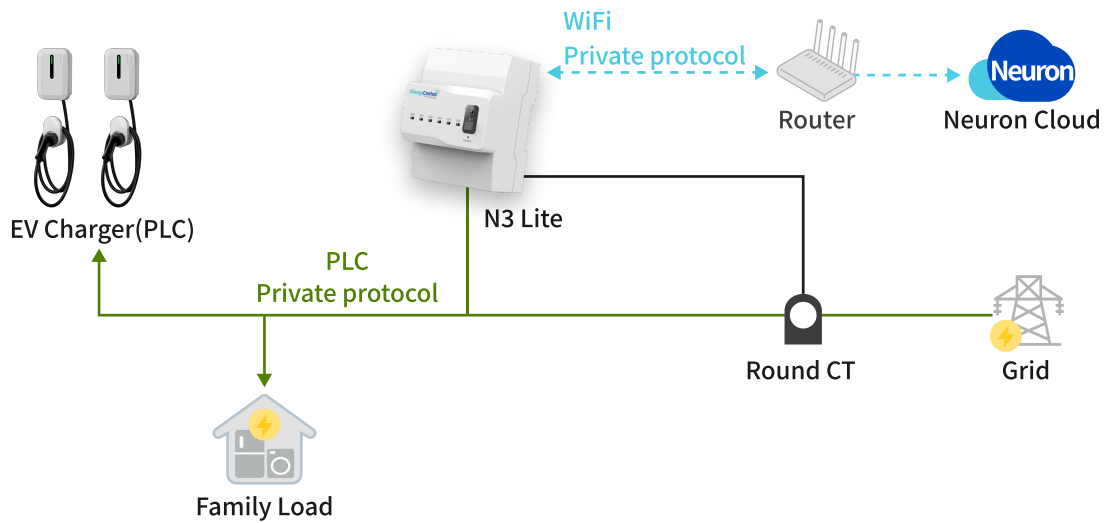 WiFi
Private protocol
Neuron
Router
Neuron Cloud
EV Charger(PLC)
N3 Lite
PLC
Private protocol
Round CT
Grid
Family Load